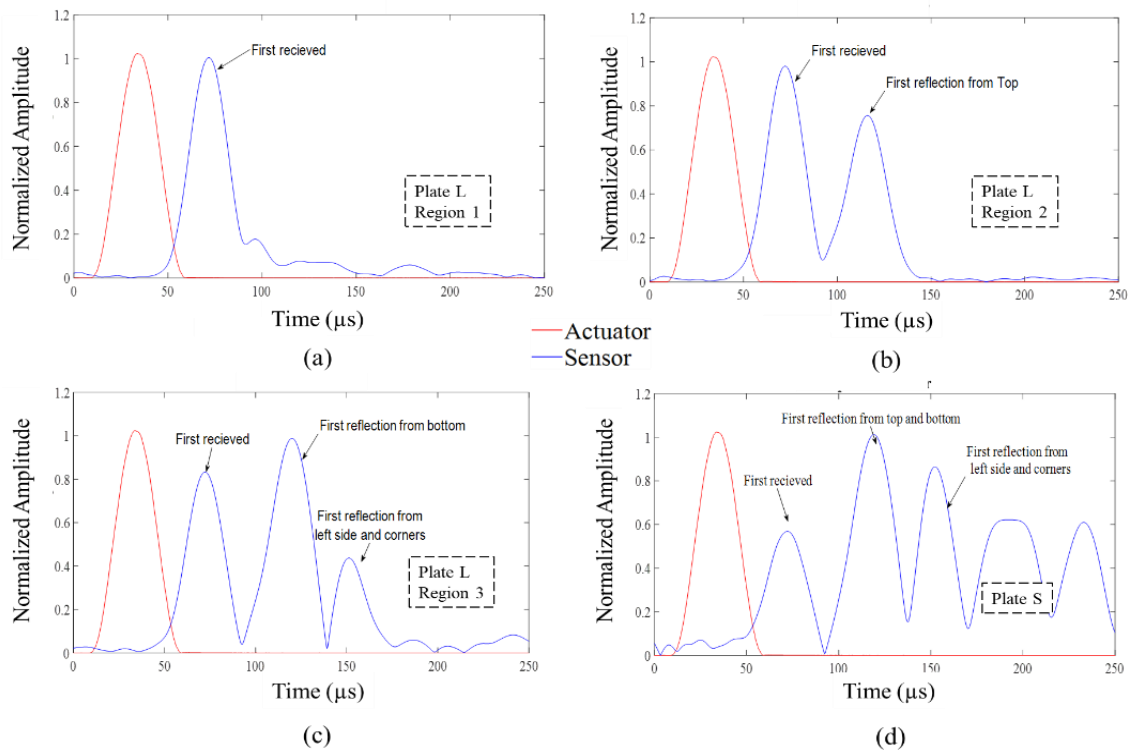 1.2
1
0.8
0.6
0.4
0.2
0
Normalized Amplitude
First recieved
Plate L
Region 1
0 50 100 150 200 250
Time (µs)
(a)
1.2
1
0.8
0.6
0.4
0.2
0
Normalized Amplitude
First recieved
First reflection from Top
Plate L
Region 2
0 50 100 150 200 250
Time (µs)
(b)
Actuator
Sensor
1.2
1
0.8
0.6
0.4
0.2
0
Normalized Amplitude
First recieved
First reflection from bottom
First reflection from
left side and corners
Plate L
Region 3
0 50 100 150 200 250
Time (µs)
(c)
1.2
1
0.8
0.6
0.4
0.2
0
Normalized Amplitude
First reflection from top and bottom
First recieved
First reflection from
left side and corners
Plate S
0 50 100 150 200 250
Time (µs)
(d)